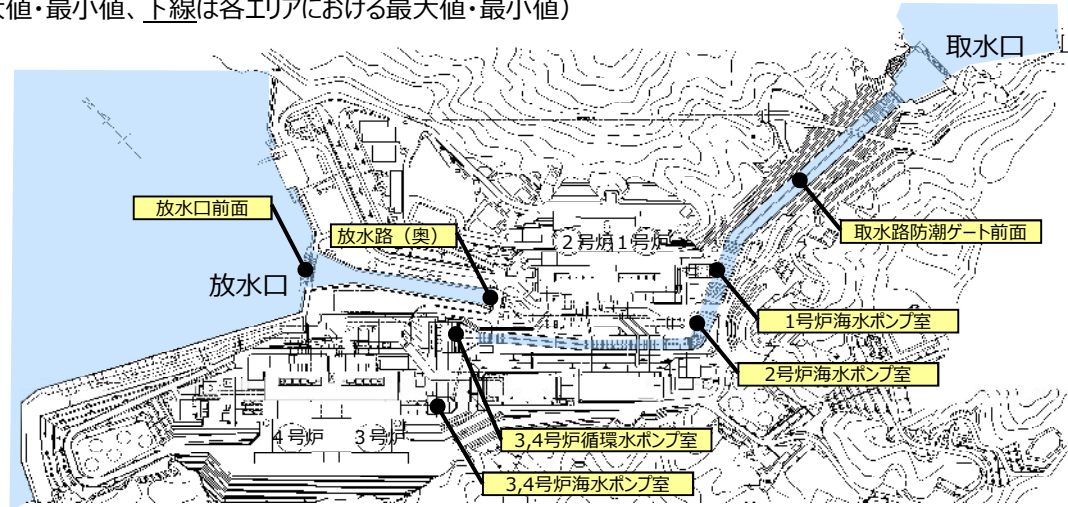 大値・最小値、下線は各エリアにおける最大値・最小値）
取水口
放水口前面
放水路（奥）
２号炉
１号炉
取水路防潮ゲート前面
放水口
1号炉海水ポンプ室
2号炉海水ポンプ室
４号炉
３号炉
3,4号炉循環水ポンプ室
3,4号炉海水ポンプ室